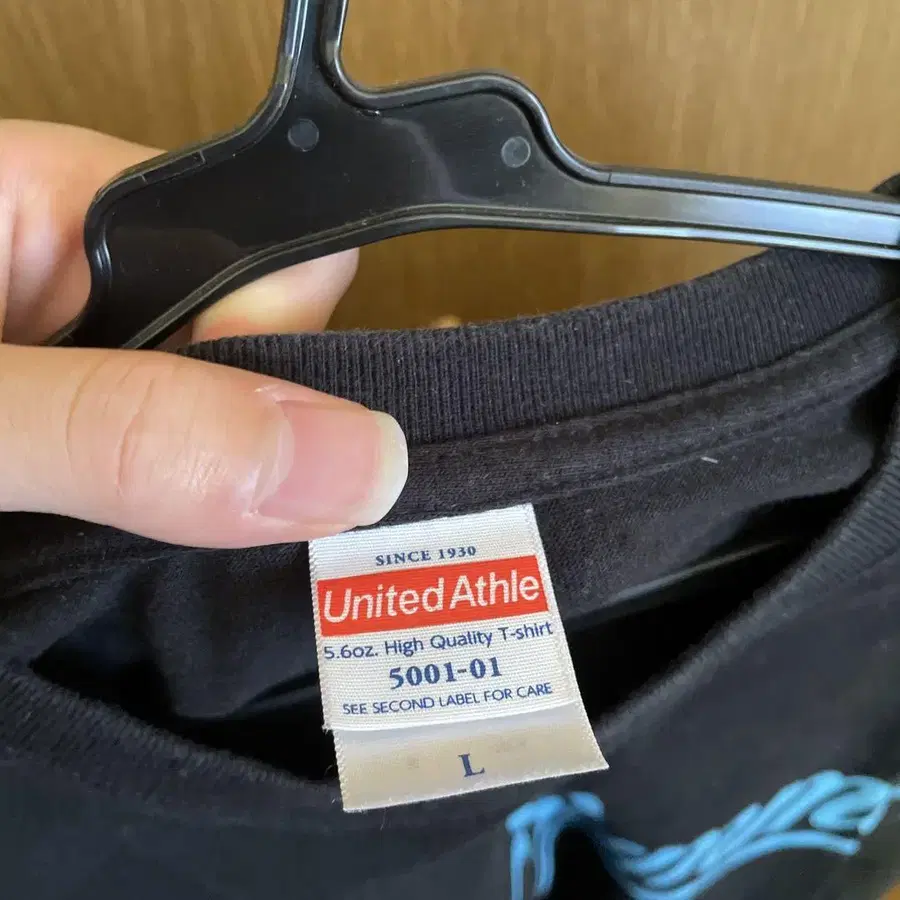 SINCE 1930
United Athle
5.6oz. High Quality T-shirt
5001-01
SEE SECOND LABEL FOR CARE
L